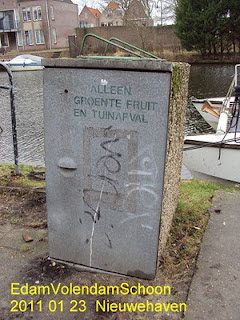 ALLEEN
GROENTE FRUIT
EN TUINAFVAL
EdamVolendamSchoon
2011 01 23 Nieuwehaven